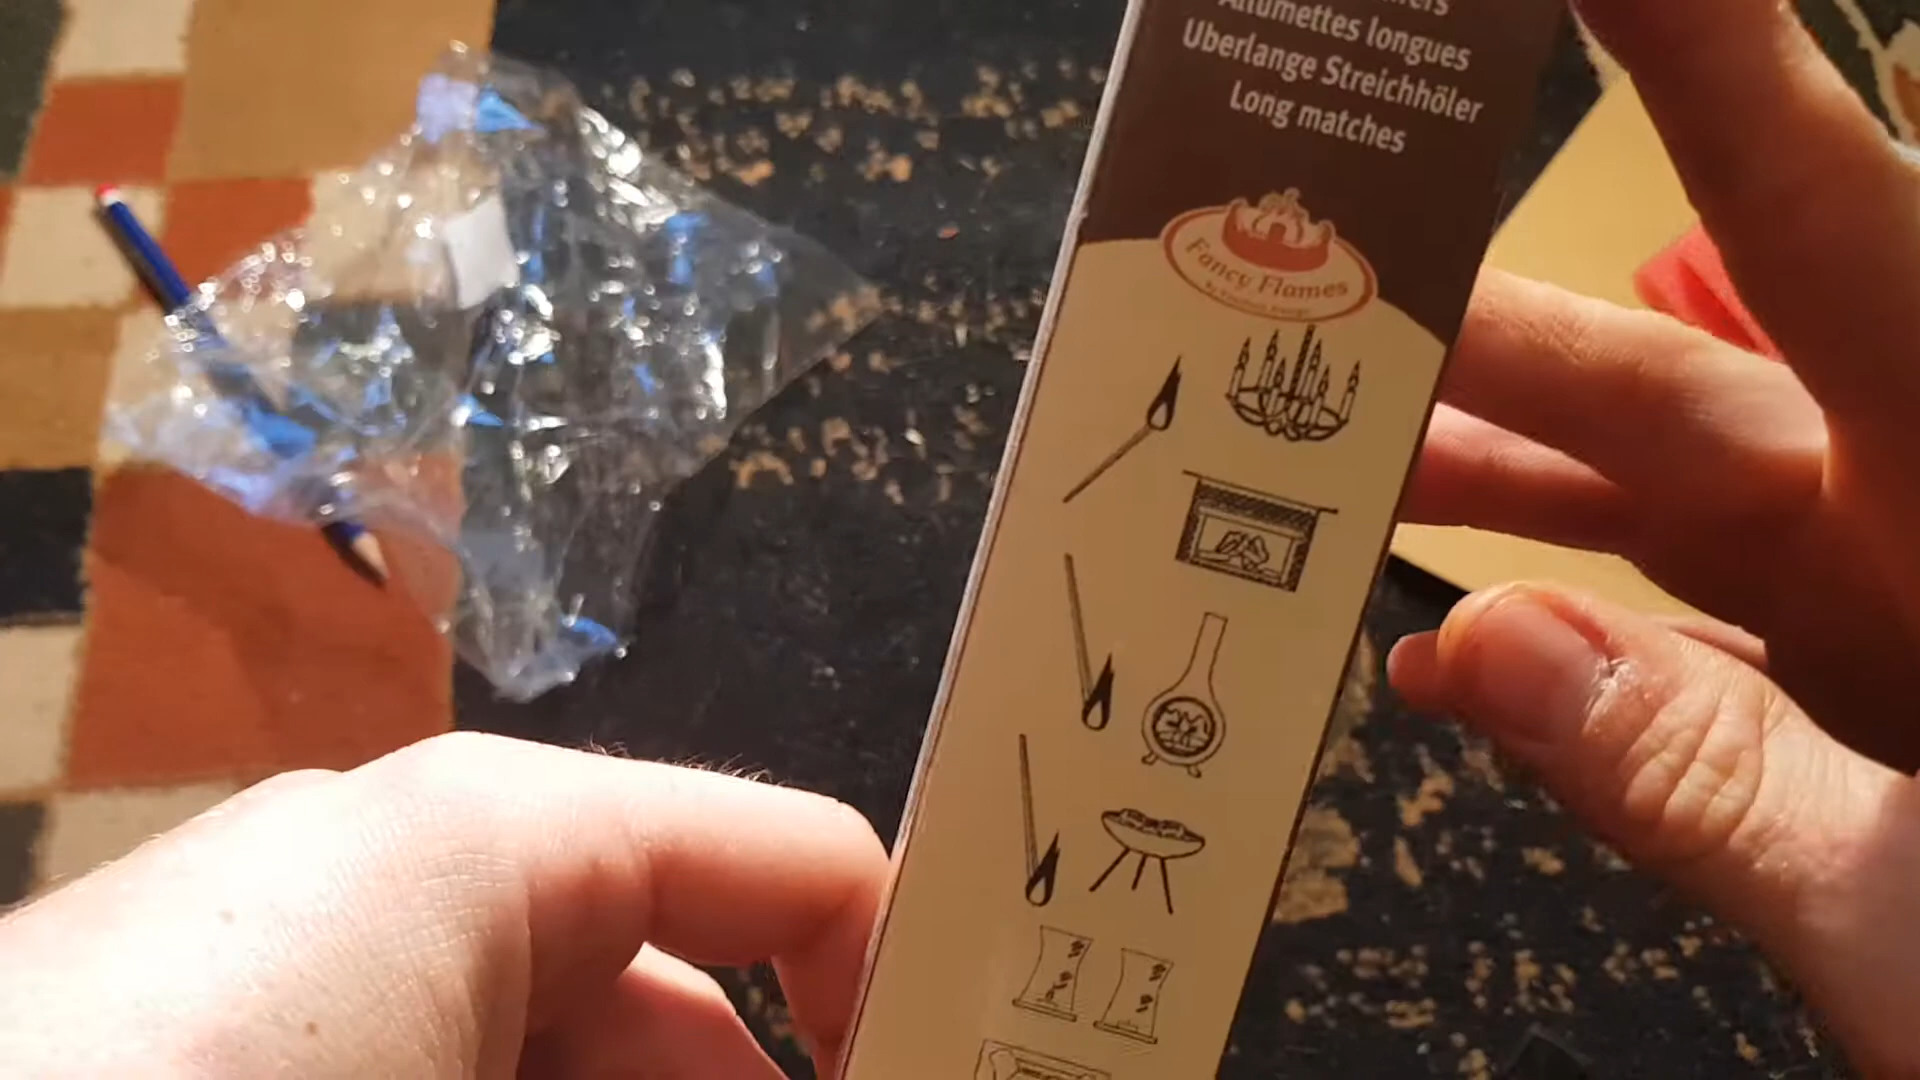 Allumettes longues
Uberlange Streichhöler
Long matches
Fancy Flames